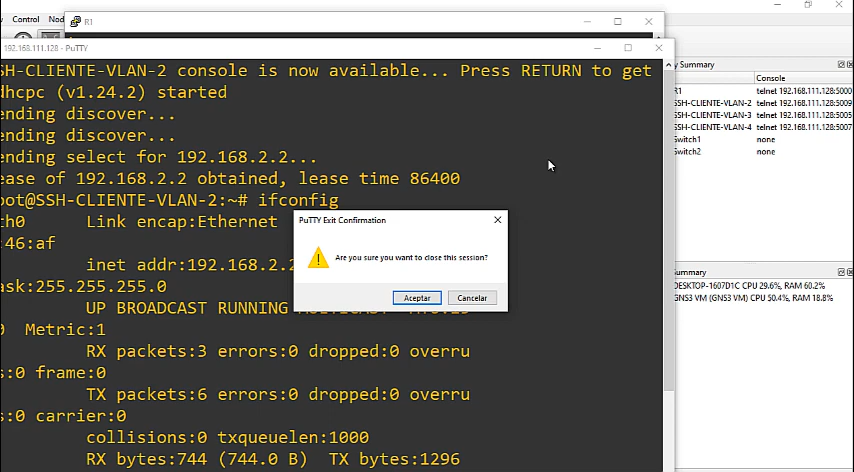 Control
Nod
R1
192.168.111.128 - PuTTY
SH-CLIENTE-VLAN-2 console is now available... Press RETURN to get
dhcpc (v1.24.2) started
ending discover...
ending discover...
ending select for 192.168.2.2...
ease of 192.168.2.2 obtained, lease time 86400
oot@SSH-CLIENTE-VLAN-2:~# ifconfig
th0 Link encap:Ethernet
:46:af
inet addr:192.168.2.2
ask:255.255.255.0
UP BROADCAST RUNNING
0 Metric:1
RX packets:3 errors:0 dropped:0 overru
s:0 frame:0
TX packets:6 errors:0 dropped:0 overru
s:0 carrier:0
collisions:0 txqueuelen:1000
RX bytes:744 (744.0 B) TX bytes:1296
PuTTY Exit Confirmation
Are you sure you want to close this session?
Aceptar
Cancelar
y Summary
Console
R1 telnet 192.168.111.128:5000
SSH-CLIENTE-VLAN-2 telnet 192.168.111.128:5009
SSH-CLIENTE-VLAN-3 telnet 192.168.111.128:5005
SSH-CLIENTE-VLAN-4 telnet 192.168.111.128:5007
Switch1 none
Switch2 none
ummary
DESKTOP-1607D1C CPU 29.6%, RAM 60.2%
GNS3 VM (GNS3 VM) CPU 50.4%, RAM 18.8%